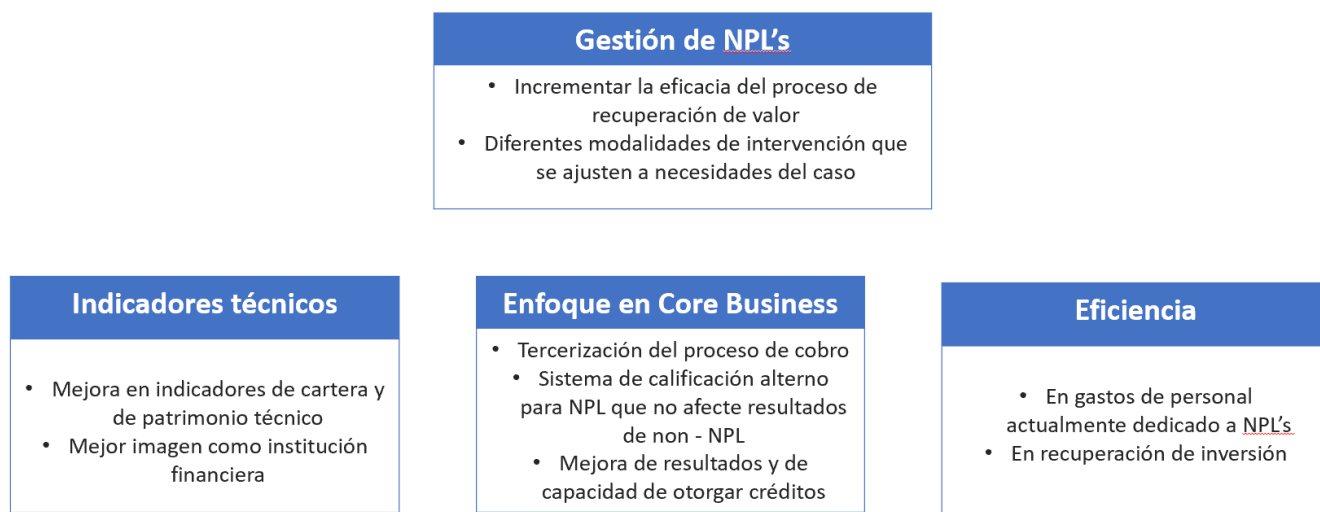 Gestión de NPL’s
• Incrementar la eficacia del proceso de
recuperación de valor
• Diferentes modalidades de intervención que
se ajusten a necesidades del caso
Indicadores técnicos
• Mejora en indicadores de cartera y
de patrimonio técnico
• Mejor imagen como institución
financiera
Enfoque en Core Business
• Tercerización del proceso de cobro
• Sistema de calificación alterno
para NPL que no afecte resultados
de non - NPL
• Mejora de resultados y de
capacidad de otorgar créditos
Eficiencia
• En gastos de personal
actualmente dedicado a NPL’s
• En recuperación de inversión